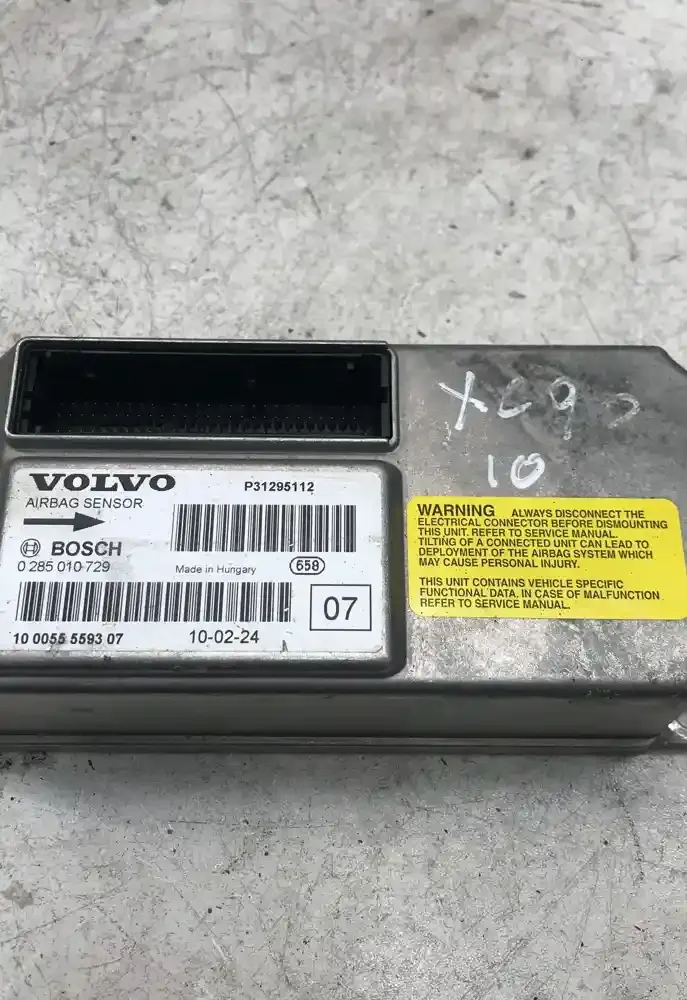 XC90
10
VOLVO
P31295112
AIRBAG SENSOR
BOSCH
0 285 010 729
Made in Hungary
658
07
10 0055 5593 07
10-02-24
WARNING ALWAYS DISCONNECT THE
ELECTRICAL CONNECTOR BEFORE DISMOUNTING
THIS UNIT. REFER TO SERVICE MANUAL.
TILTING OF A CONNECTED UNIT CAN LEAD TO
DEPLOYMENT OF THE AIRBAG SYSTEM WHICH
MAY CAUSE PERSONAL INJURY.
THIS UNIT CONTAINS VEHICLE SPECIFIC
FUNCTIONAL DATA. IN CASE OF MALFUNCTION
REFER TO SERVICE MANUAL.